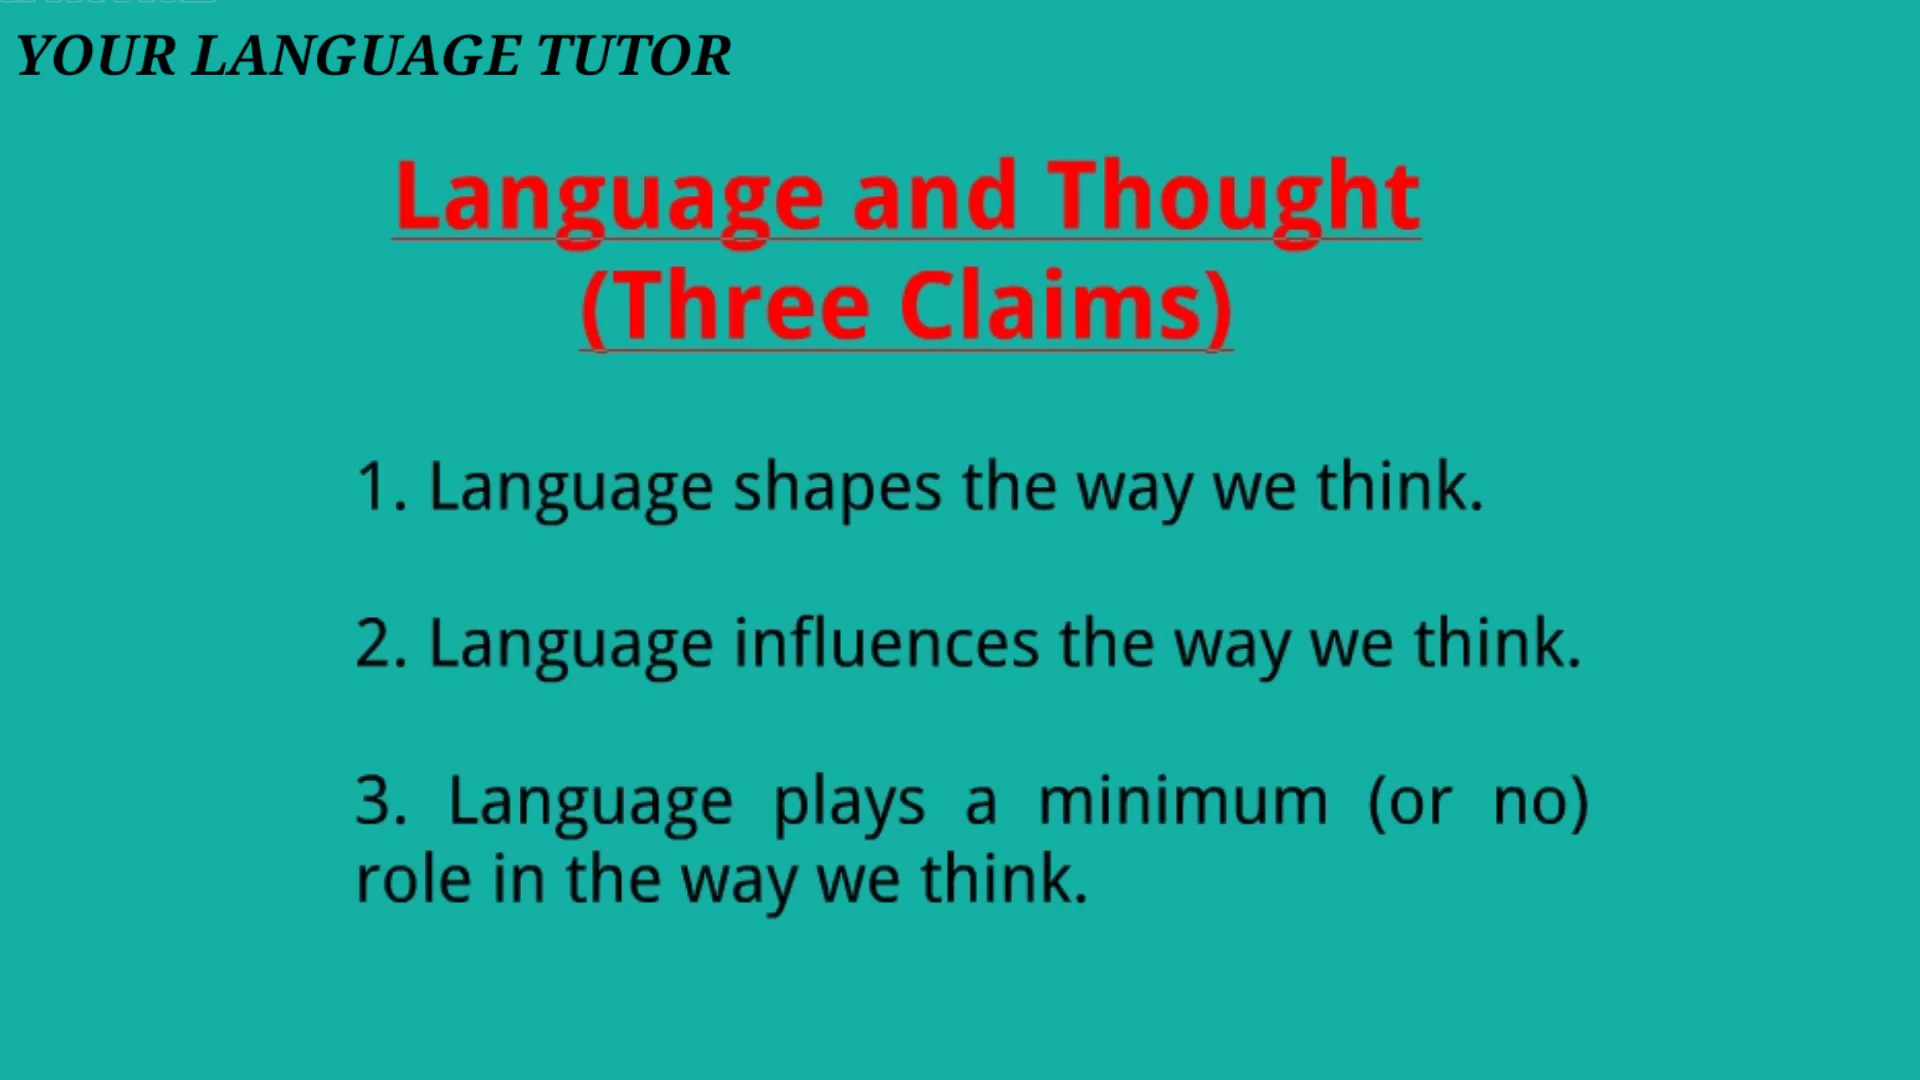 YOUR LANGUAGE TUTOR
Language and Thought
(Three Claims)
1. Language shapes the way we think.
2. Language influences the way we think.
3. Language plays a minimum (or no)
role in the way we think.